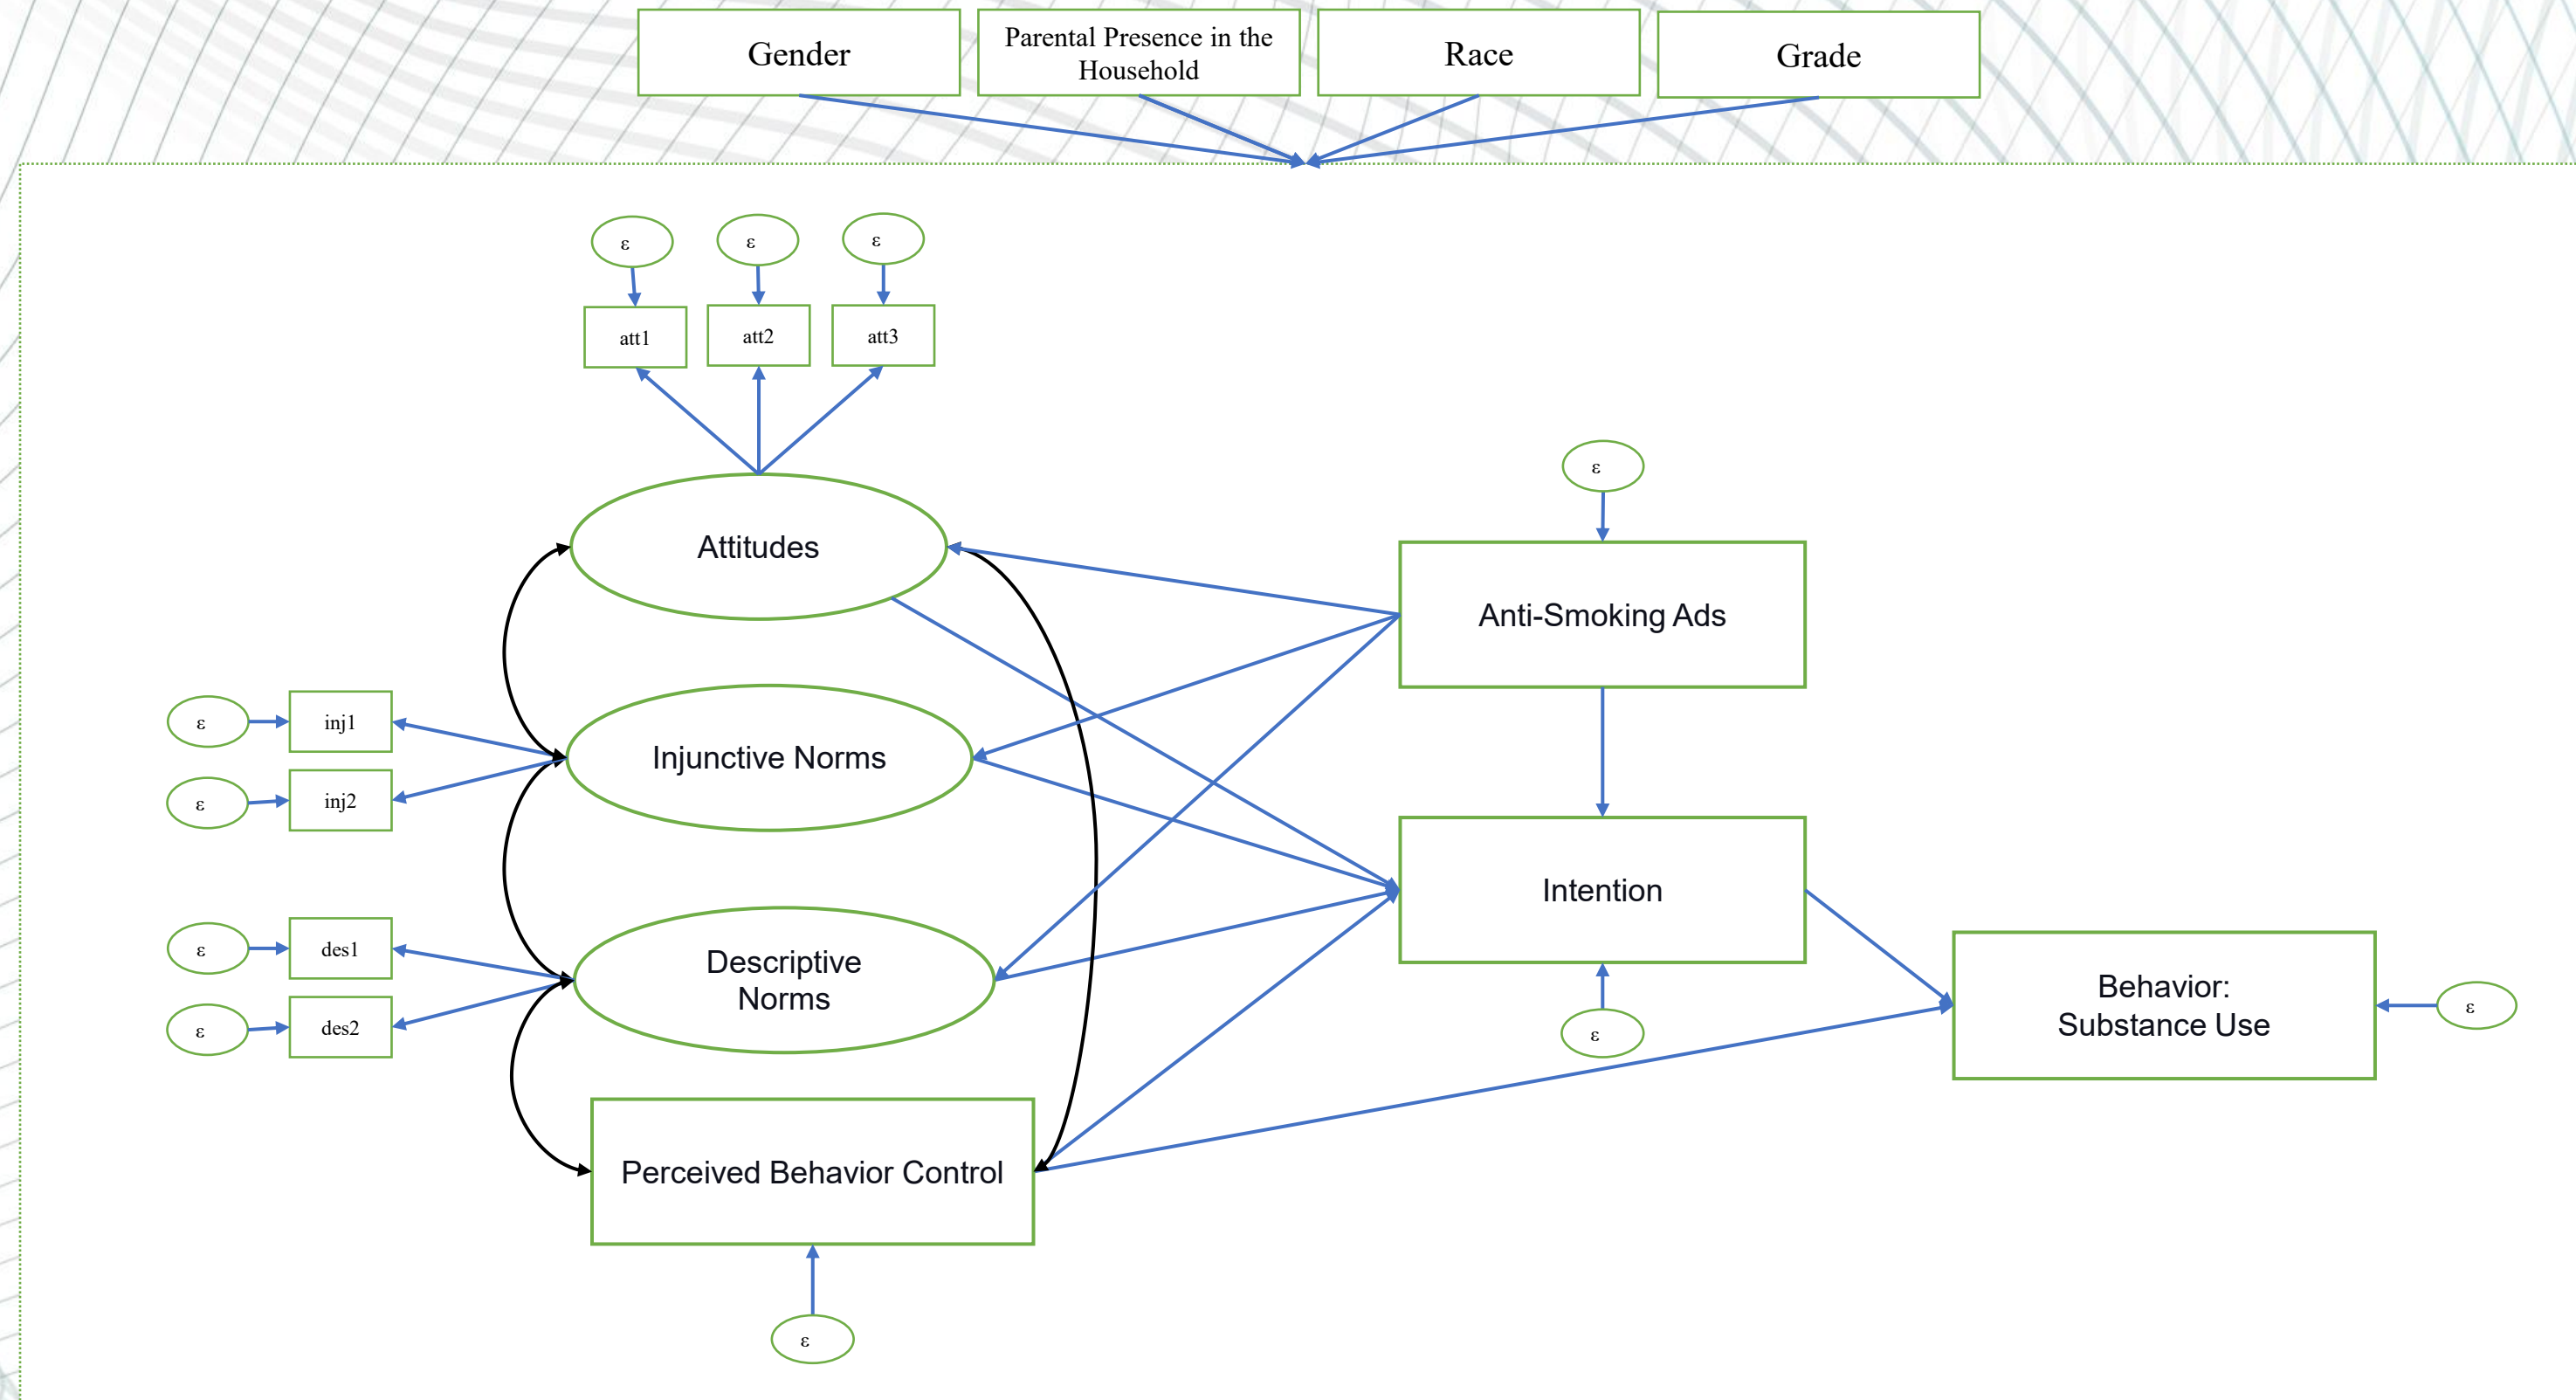 Gender
Parental Presence in the
Household
Race
Grade
ε
ε
ε
att1
att2
att3
ε
Attitudes
Anti-Smoking Ads
ε
inj1
Injunctive Norms
ε
inj2
Intention
ε
des1
Descriptive
Norms
ε
des2
ε
Behavior:
Substance Use
ε
Perceived Behavior Control
ε